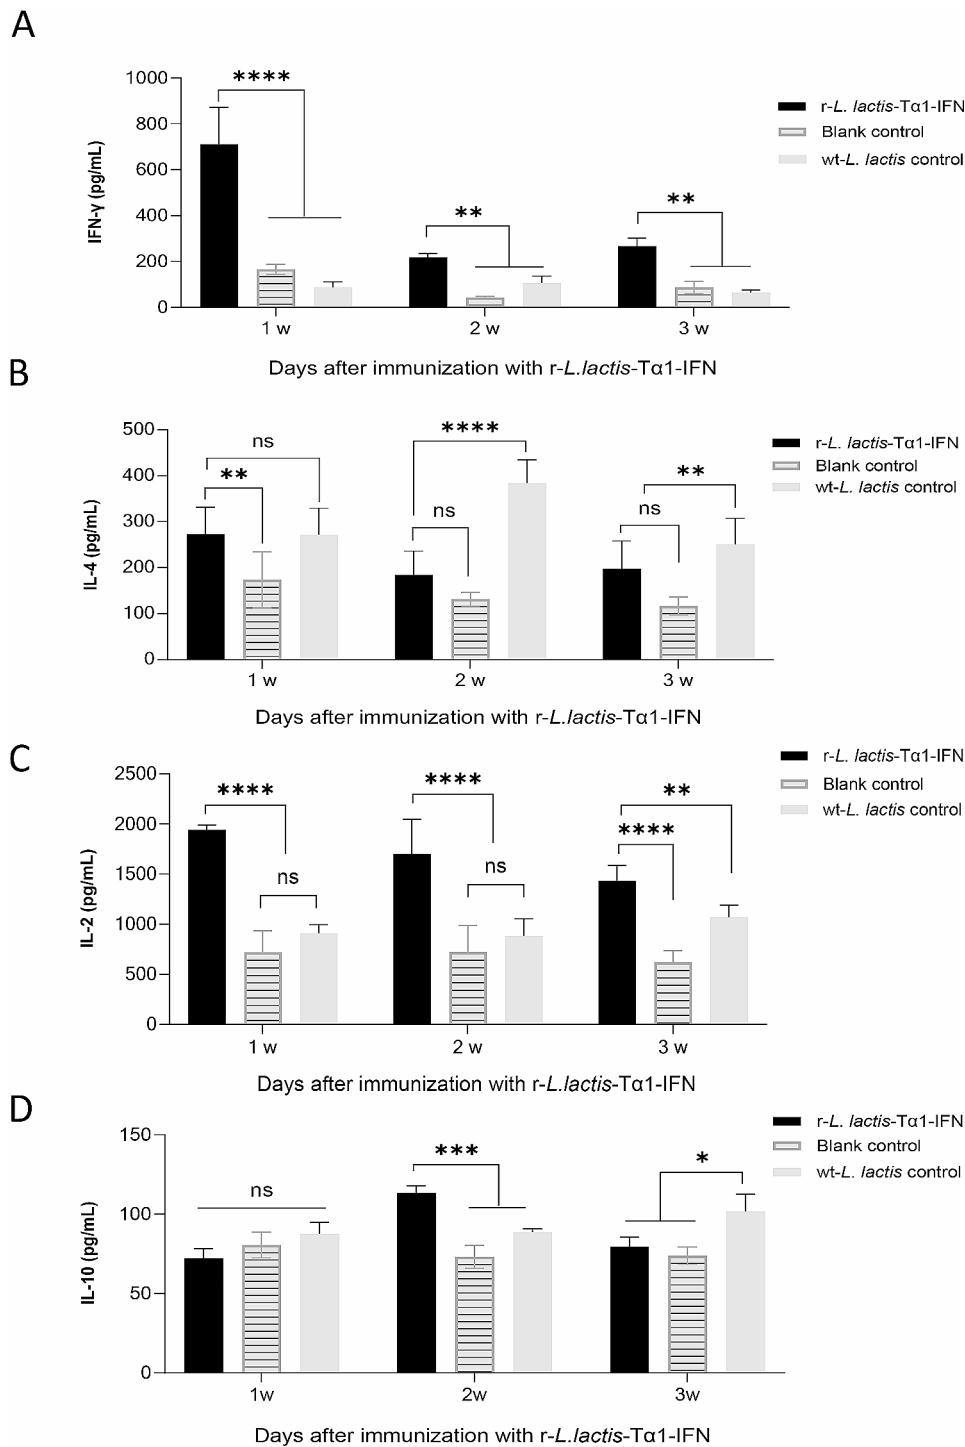 A
1000
800
600
400
200
0
IFN-γ (pg/mL)
****
**
**
r-L. lactis-Tα1-IFN
Blank control
wt-L. lactis control
1 w
2 w
3 w
Days after immunization with r-L.lactis-Tα1-IFN
B
500
400
300
200
100
0
IL-4 (pg/mL)
ns
**
****
ns
**
ns
r-L. lactis-Tα1-IFN
Blank control
wt-L. lactis control
1 w
2 w
3 w
Days after immunization with r-L.lactis-Tα1-IFN
C
2500
2000
1500
1000
500
0
IL-2 (pg/mL)
****
ns
****
ns
**
****
r-L. lactis-Tα1-IFN
Blank control
wt-L. lactis control
1 w
2 w
3 w
Days after immunization with r-L.lactis-Tα1-IFN
D
150
100
50
0
IL-10 (pg/mL)
ns
***
*
r-L. lactis-Tα1-IFN
Blank control
wt-L. lactis control
1w
2w
3w
Days after immunization with r-L.lactis-Tα1-IFN